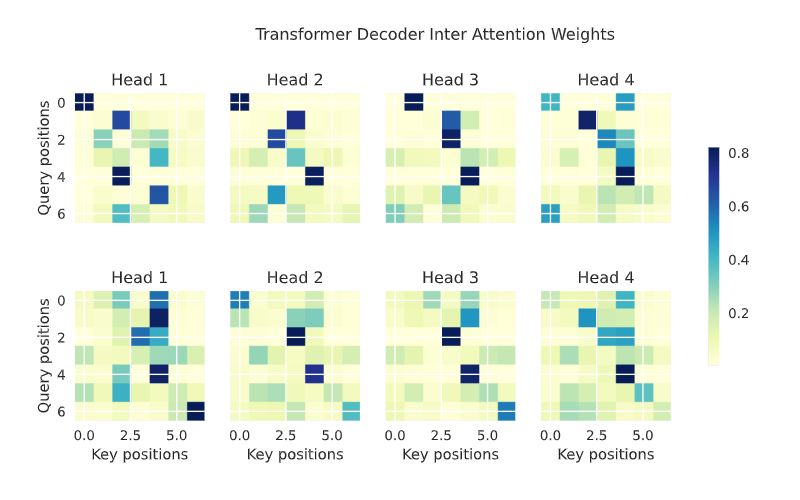 Transformer Decoder Inter Attention Weights
Head 1 Head 2 Head 3 Head 4
Query positions
0
2
4
6
0.8
0.6
0.4
0.2
Head 1 Head 2 Head 3 Head 4
Query positions
0
2
4
6
0.0 2.5 5.0 0.0 2.5 5.0 0.0 2.5 5.0 0.0 2.5 5.0
Key positions Key positions Key positions Key positions